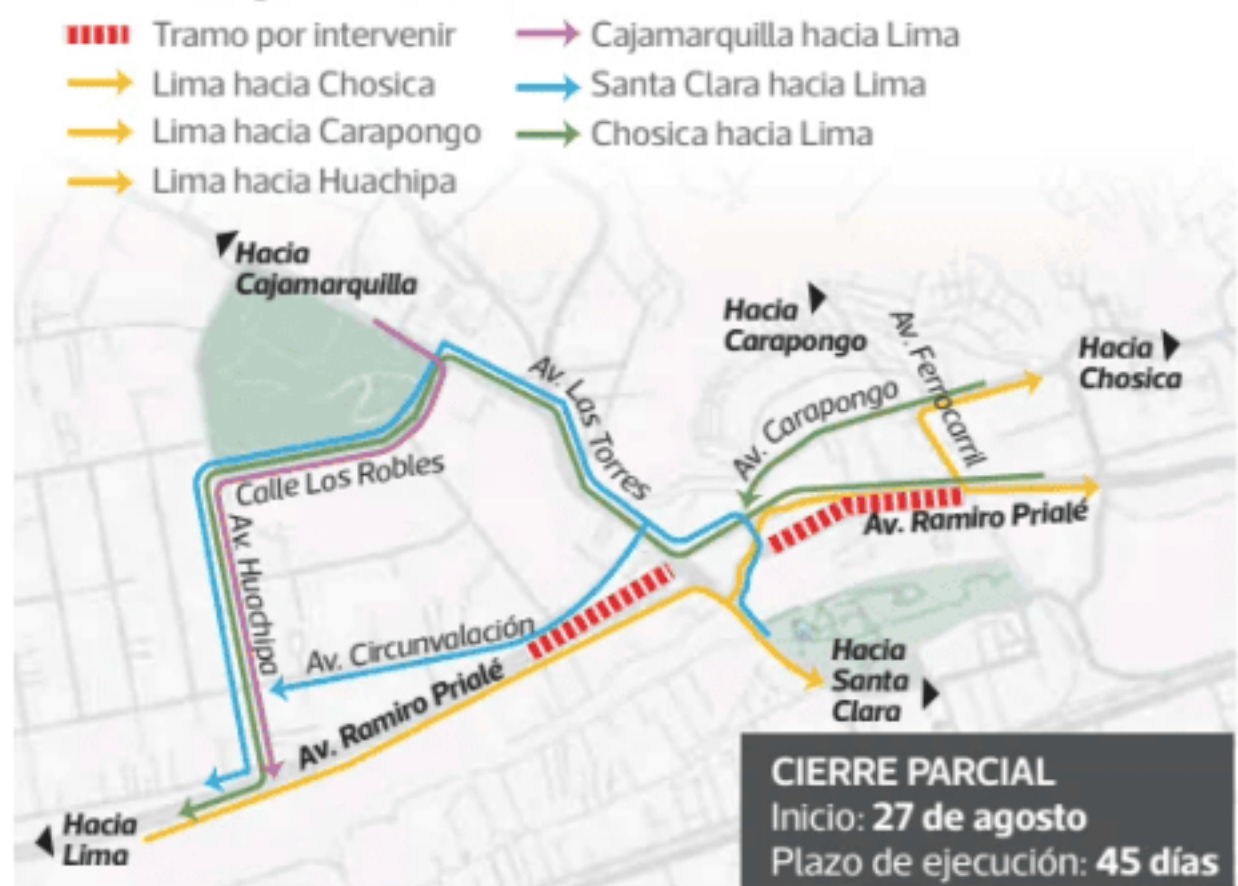 Tramo por intervenir
Lima hacia Chosica
Lima hacia Carapongo
Lima hacia Huachipa
Cajamarquilla hacia Lima
Santa Clara hacia Lima
Chosica hacia Lima
Hacia
Cajamarquilla
Hacia
Carapongo
Av. Ferrocarril
Hacia
Chosica
Av. Las Torres
Av. Carapongo
Calle Los Robles
Av. Huachipa
Av. Ramiro Prialé
Av. Circunvalación
Av. Ramiro Prialé
Hacia
Santa
Clara
Hacia
Lima
CIERRE PARCIAL
Inicio: 27 de agosto
Plazo de ejecución: 45 días